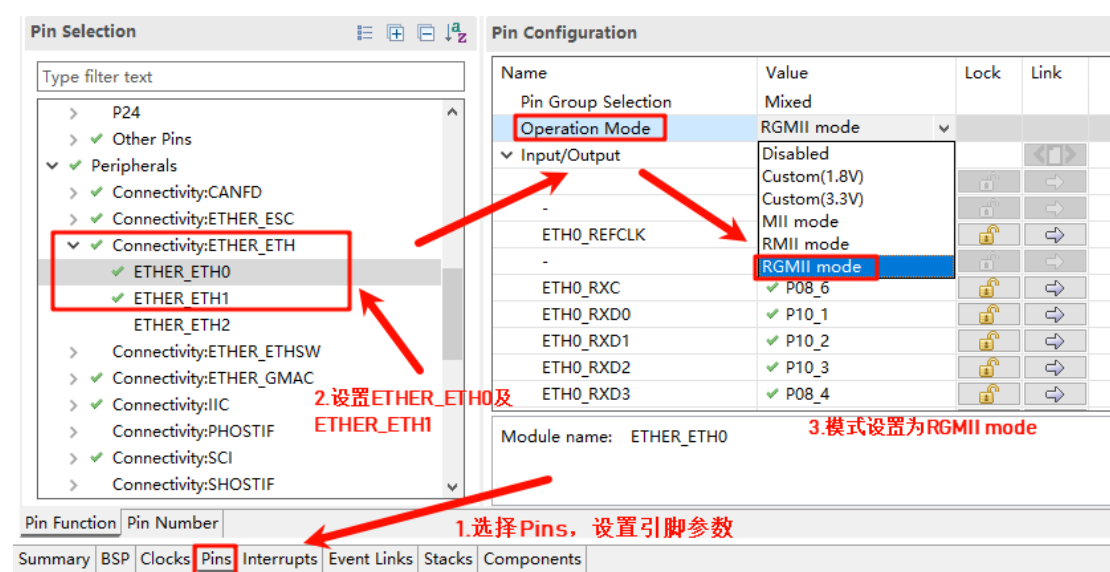 Pin Selection
Pin Configuration
Type filter text
P24
Other Pins
Peripherals
Connectivity:CANFD
Connectivity:ETHER_ESC
Connectivity:ETHER_ETH
ETHER_ETH0
ETHER_ETH1
ETHER_ETH2
Connectivity:ETHER_ETHSW
Connectivity:ETHER_GMAC
Connectivity:IIC
Connectivity:PHOSTIF
Connectivity:SCI
Connectivity:SHOSTIF
2.设置ETHER_ETH0及
ETHER_ETH1
Name Value Lock Link
Pin Group Selection Mixed
Operation Mode RGMII mode
Input/Output
Disabled
Custom(1.8V)
Custom(3.3V)
MII mode
RMII mode
RGMII mode
-
ETH0_REFCLK
-
ETH0_RXC P08_6
ETH0_RXD0 P10_1
ETH0_RXD1 P10_2
ETH0_RXD2 P10_3
ETH0_RXD3 P08_4
Module name: ETHER_ETH0
3.模式设置为RGMII mode
Pin Function Pin Number
1.选择Pins，设置引脚参数
Summary BSP Clocks Pins Interrupts Event Links Stacks Components